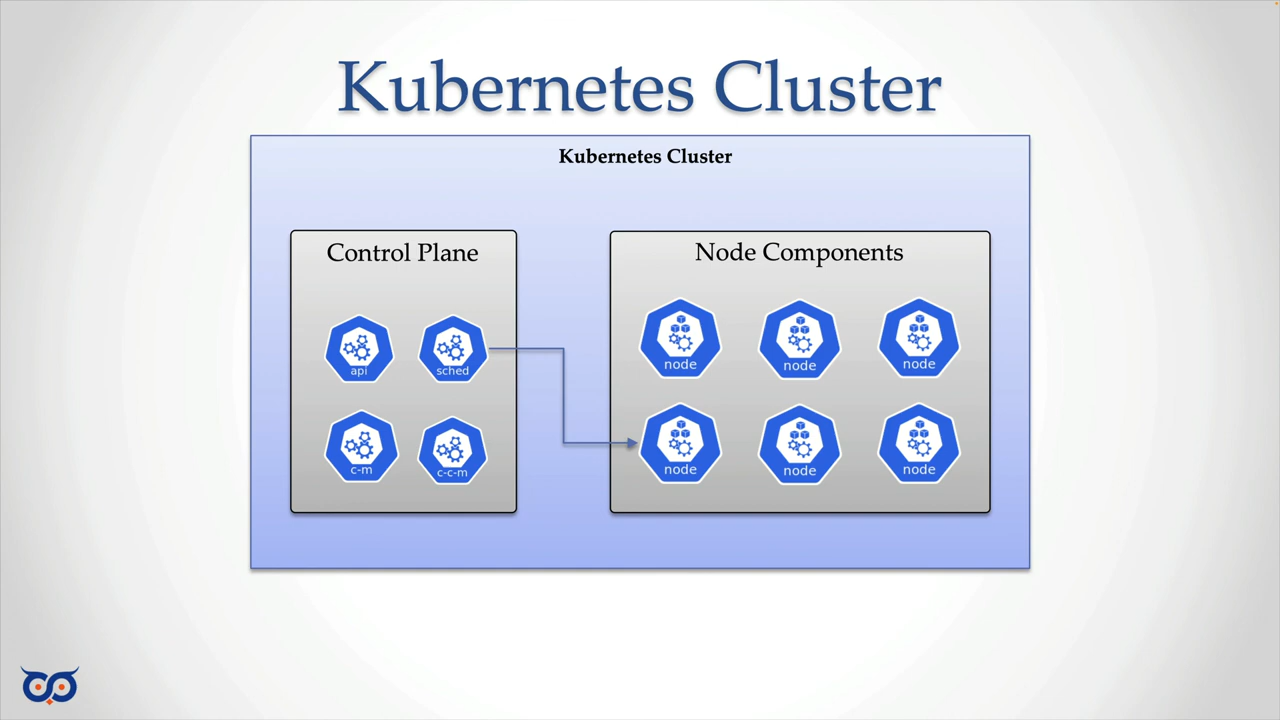 Kubernetes Cluster
Kubernetes Cluster
Control Plane
api
sched
c-m
c-c-m
Node Components
node
node
node
node
node
node